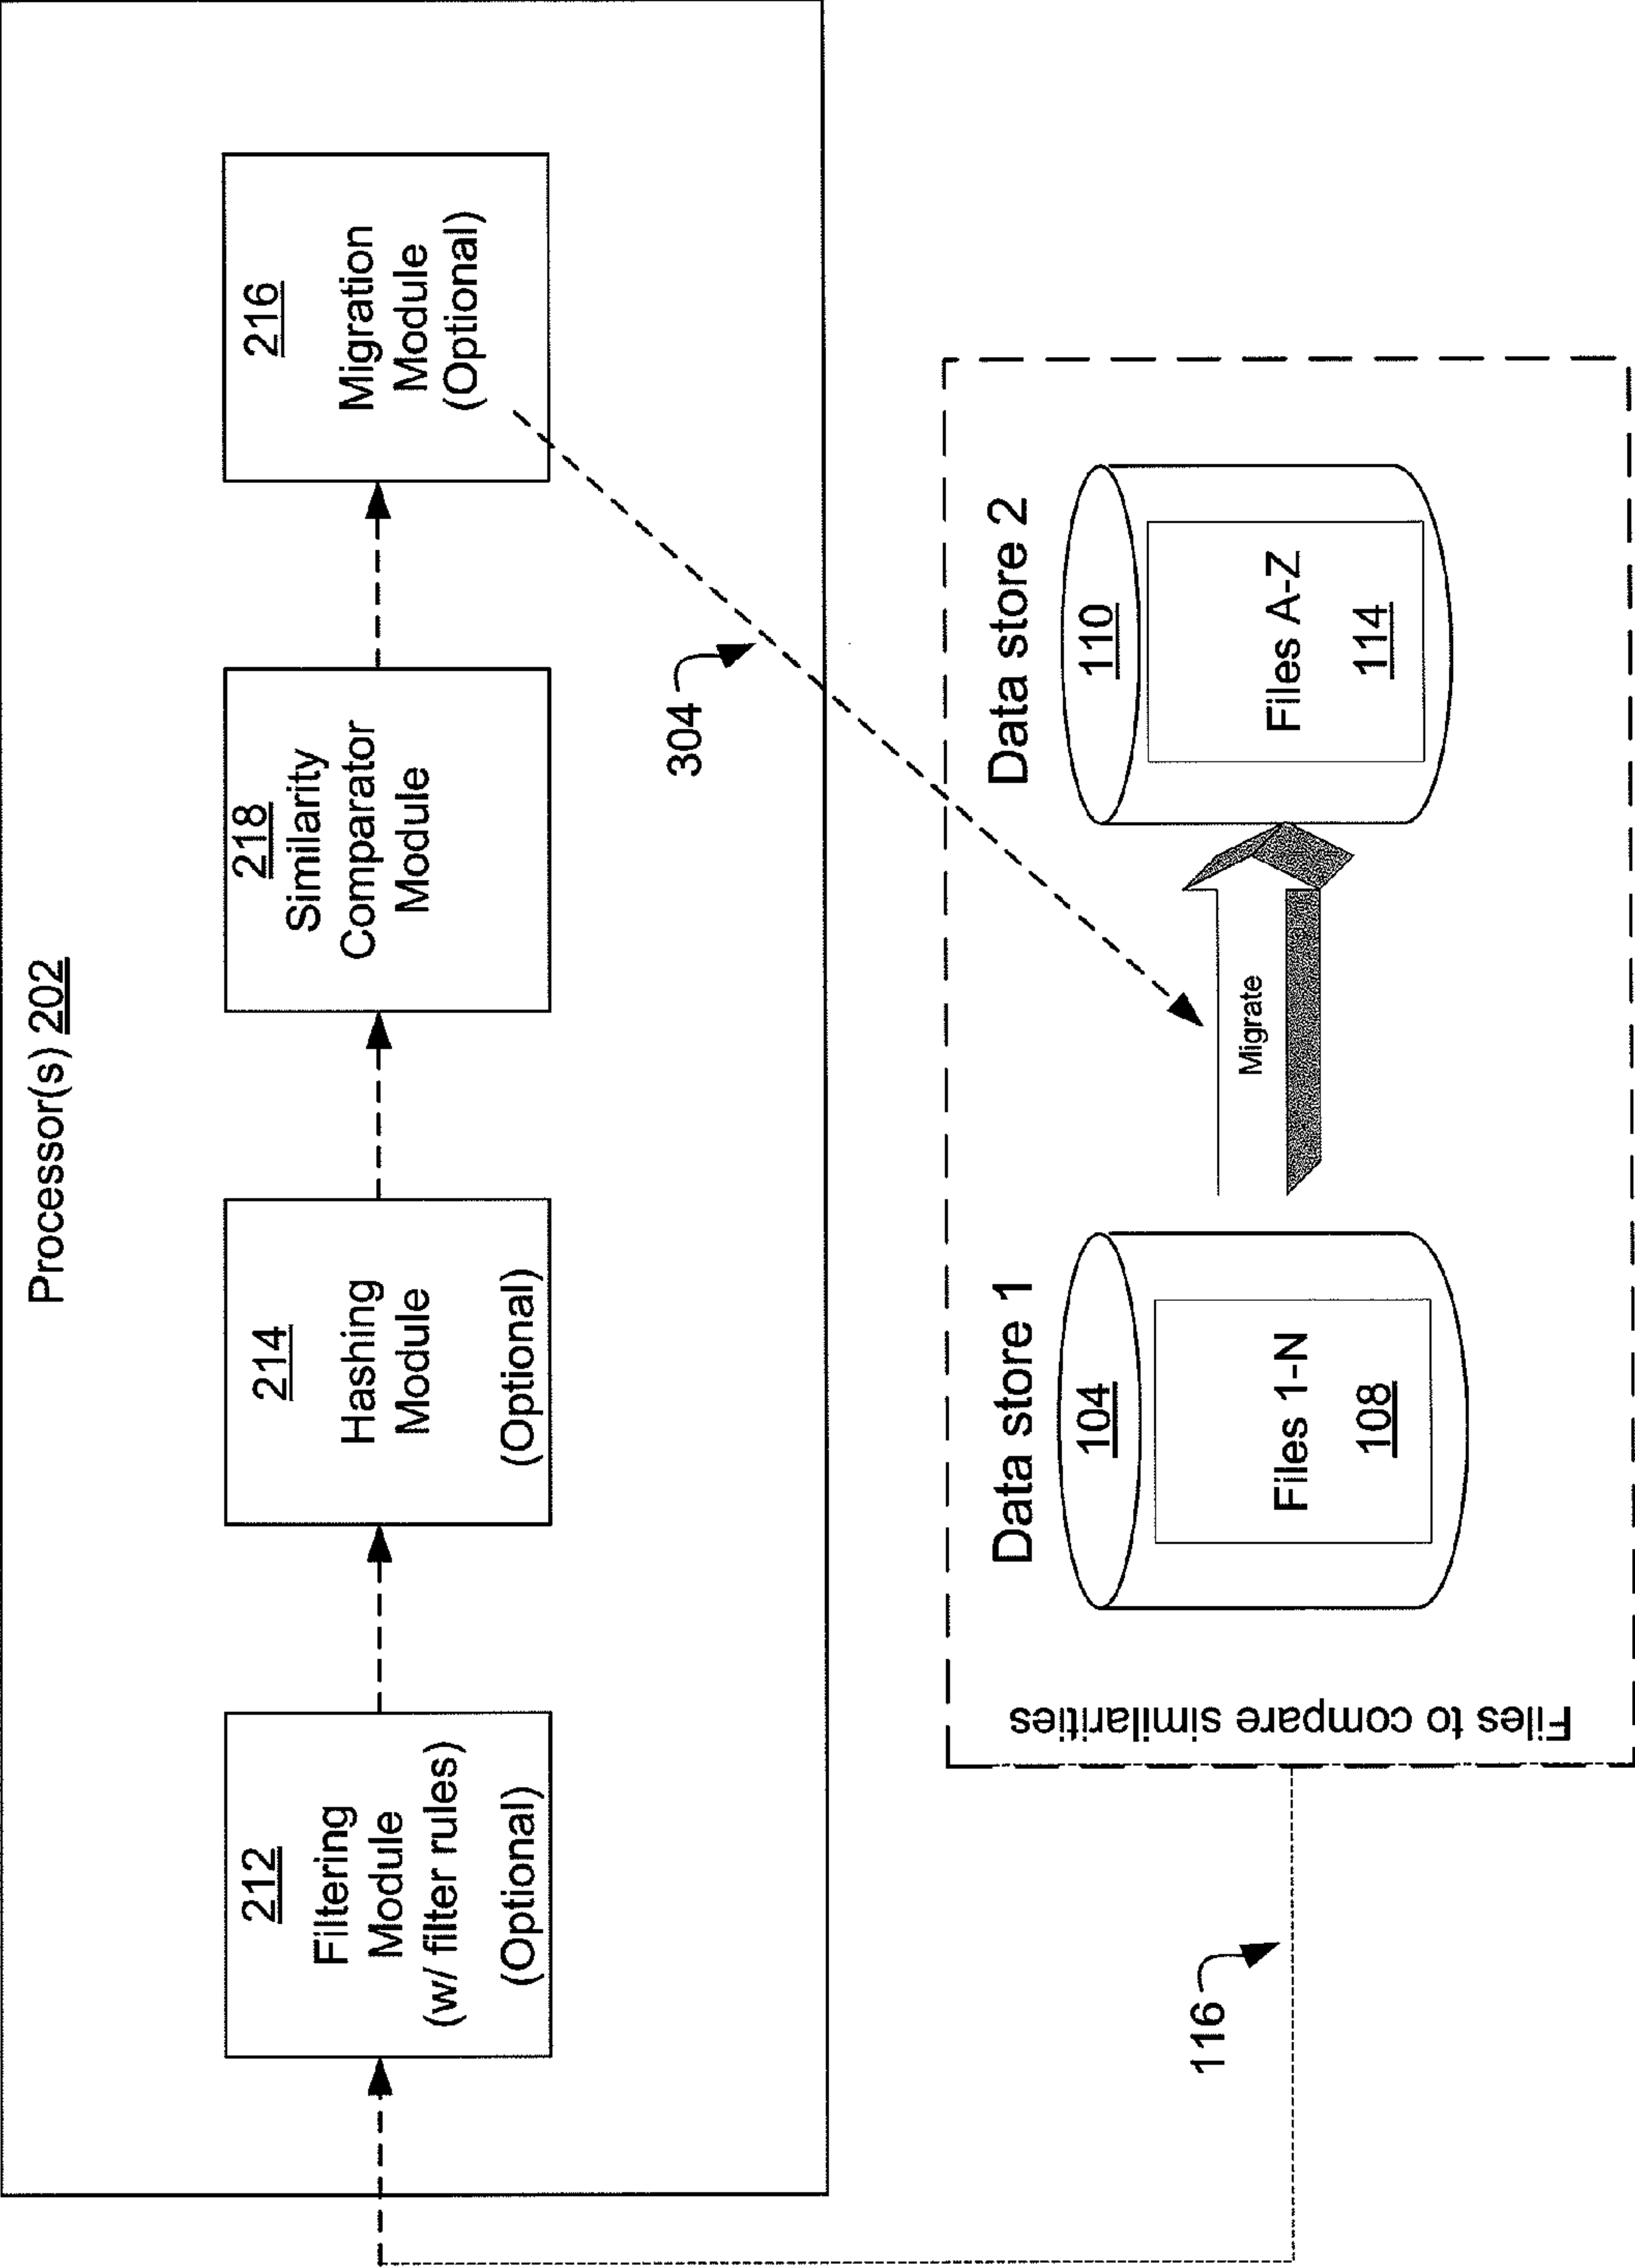 Processor(s) 202
212
Filtering
Module
(w/ filter rules)
(Optional)
214
Hashing
Module
(Optional)
218
Similarity
Comparator
Module
216
Migration
Module
(Optional)
304
116
Files to compare similarities
Data store 1
104
Files 1-N
108
Migrate
Data store 2
110
Files A-Z
114